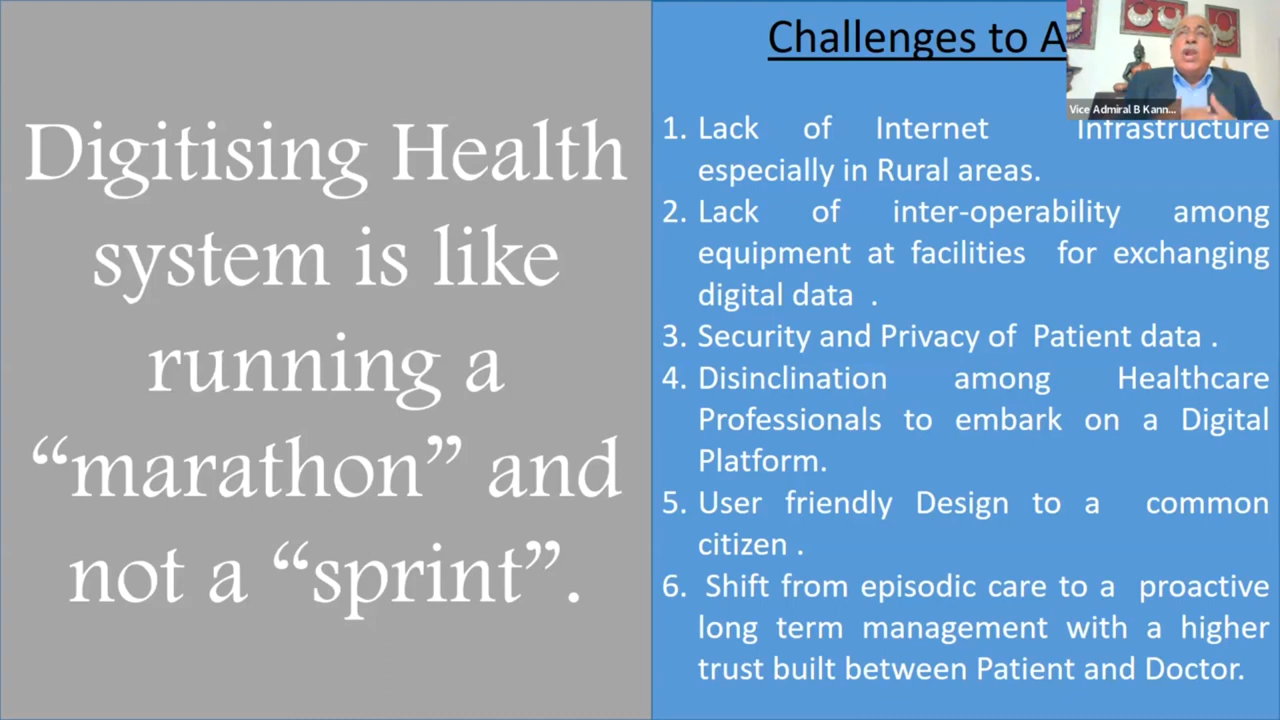 Digitising Health
system is like
running a
“marathon” and
not a “sprint”.
Challenges to A
Vice Admiral B Kann...
1. Lack of Internet Infrastructure
especially in Rural areas.
2. Lack of inter-operability among
equipment at facilities for exchanging
digital data .
3. Security and Privacy of Patient data .
4. Disinclination among Healthcare
Professionals to embark on a Digital
Platform.
5. User friendly Design to a common
citizen .
6. Shift from episodic care to a proactive
long term management with a higher
trust built between Patient and Doctor.